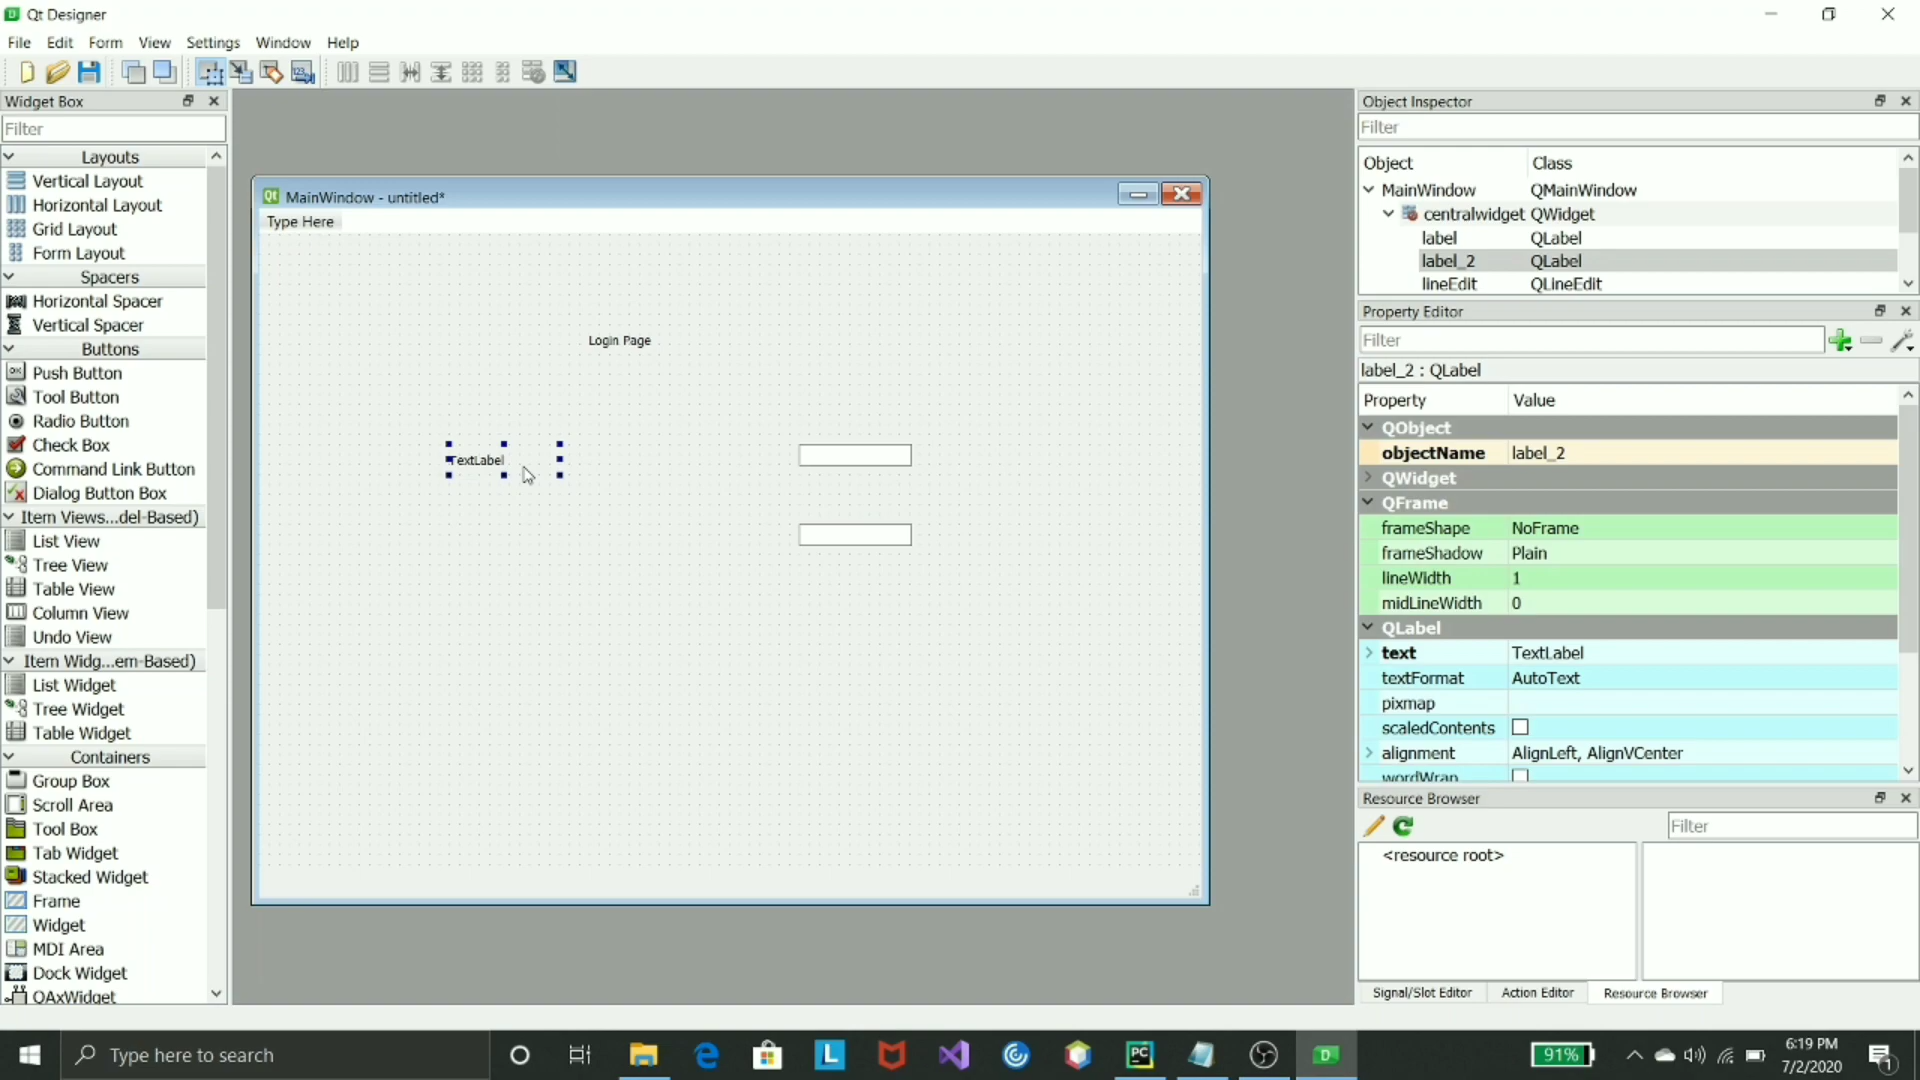 Qt Designer
File Edit Form View Settings Window Help
Widget Box
Filter
Layouts
Vertical Layout
Horizontal Layout
Grid Layout
Form Layout
Spacers
Horizontal Spacer
Vertical Spacer
Buttons
Push Button
Tool Button
Radio Button
Check Box
Command Link Button
Dialog Button Box
Item Views...del-Based)
List View
Tree View
Table View
Column View
Undo View
Item Widg...em-Based)
List Widget
Tree Widget
Table Widget
Containers
Group Box
Scroll Area
Tool Box
Tab Widget
Stacked Widget
Frame
Widget
MDI Area
Dock Widget
QAxWidget
Qt MainWindow - untitled*
Type Here
Login Page
TextLabel
Object Inspector
Filter
Object Class
MainWindow QMainWindow
centralwidget QWidget
label QLabel
label_2 QLabel
lineEdit QLineEdit
Property Editor
Filter
label_2 : QLabel
Property Value
QObject
objectName label_2
QWidget
QFrame
frameShape NoFrame
frameShadow Plain
lineWidth 1
midLineWidth 0
QLabel
text TextLabel
textFormat AutoText
pixmap
scaledContents
alignment AlignLeft, AlignVCenter
wordWrap
Resource Browser
Filter
<resource root>
Signal/Slot Editor Action Editor Resource Browser
Type here to search
L
PC
D
91%
6:19 PM
7/2/2020
1